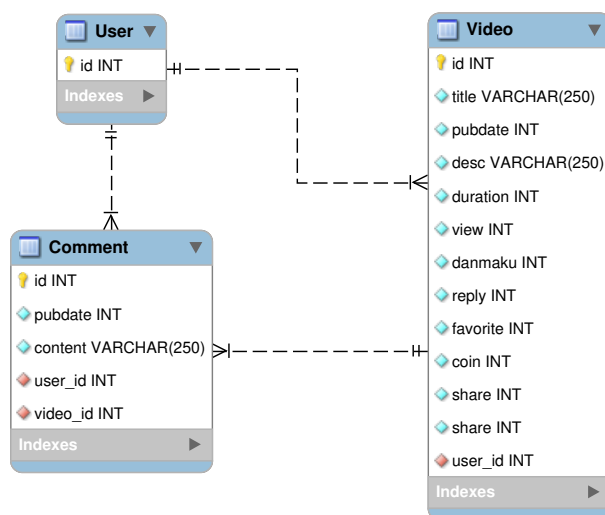 User
id INT
Indexes
Comment
id INT
pubdate INT
content VARCHAR(250)
user_id INT
video_id INT
Indexes
Video
id INT
title VARCHAR(250)
pubdate INT
desc VARCHAR(250)
duration INT
view INT
danmaku INT
reply INT
favorite INT
coin INT
share INT
share INT
user_id INT
Indexes